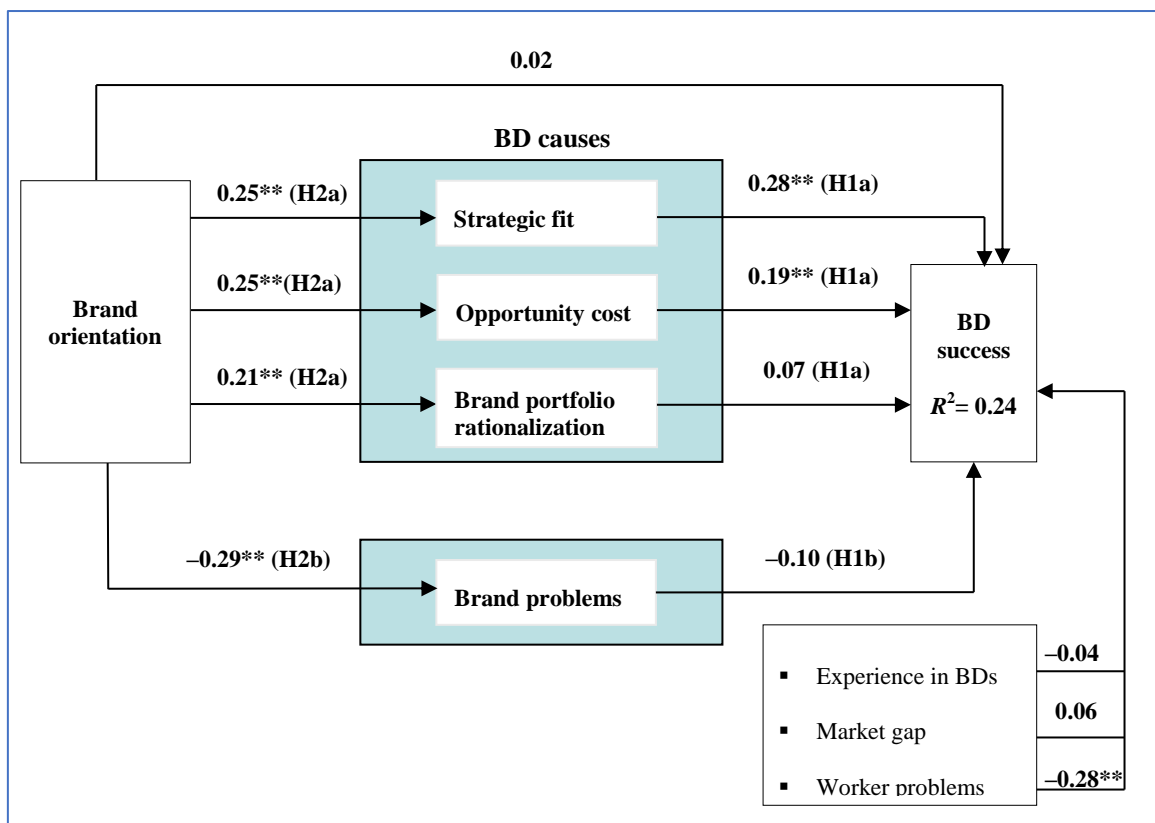 0.02
BD causes
0.25** (H2a)
0.28** (H1a)
Strategic fit
0.25**(H2a)
0.19** (H1a)
Brand
orientation
Opportunity cost
BD
success
R²= 0.24
0.21** (H2a)
0.07 (H1a)
Brand portfolio
rationalization
–0.29** (H2b)
–0.10 (H1b)
Brand problems
–0.04
▪ Experience in BDs
0.06
▪ Market gap
–0.28**
▪ Worker problems